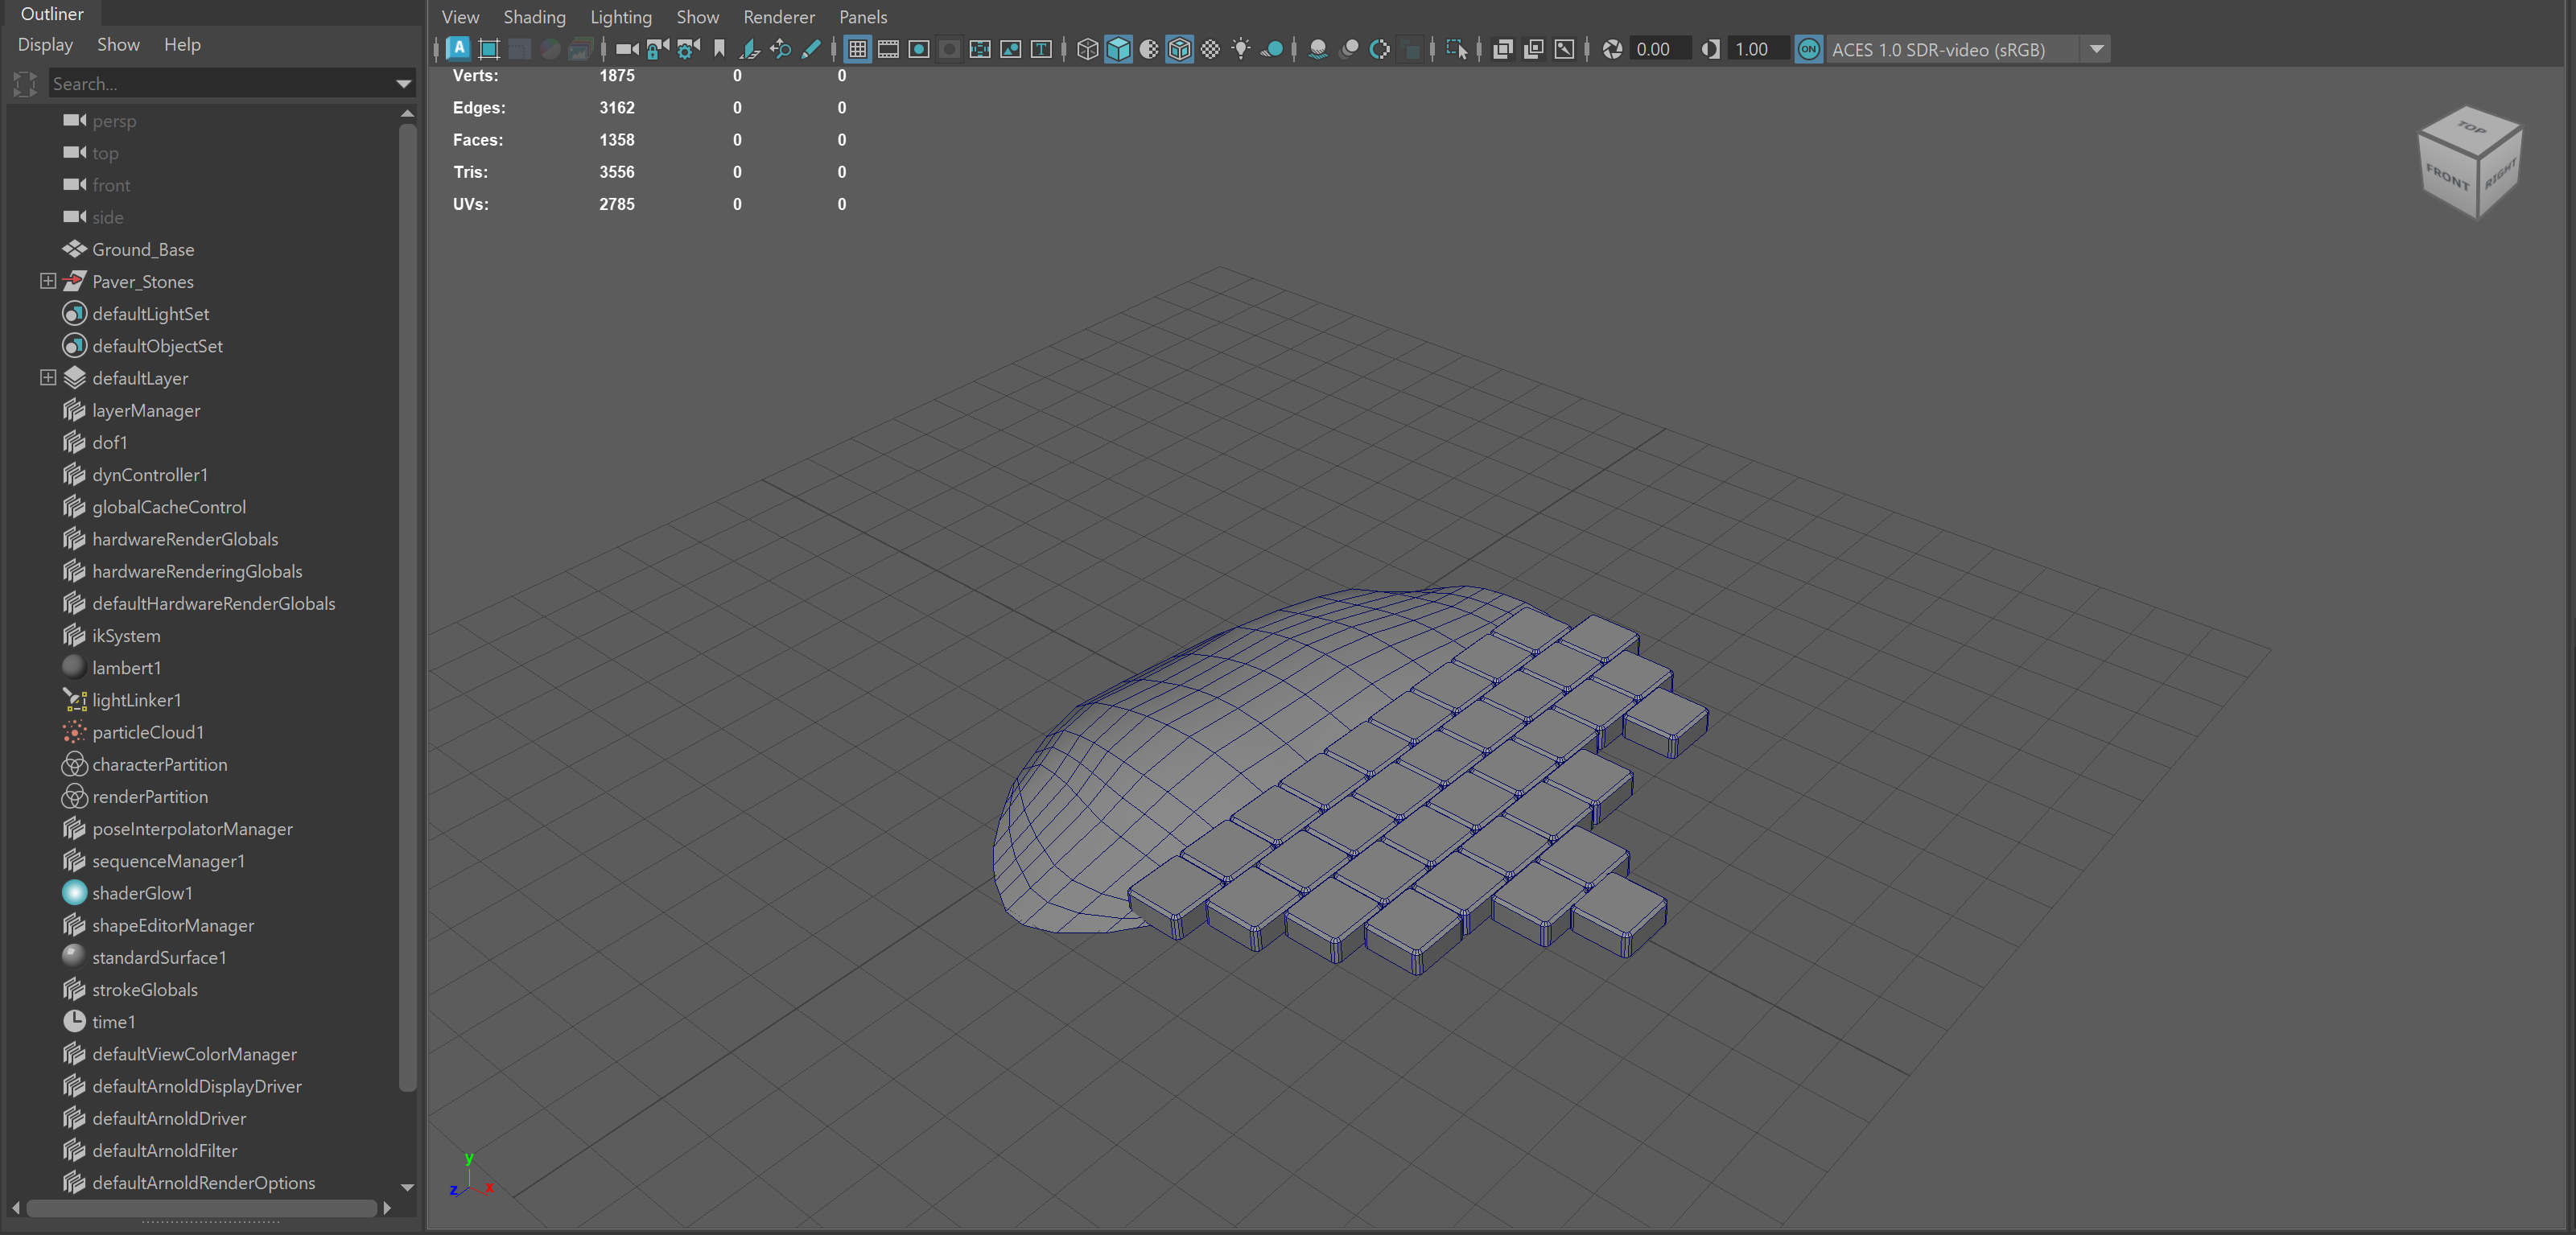 Outliner
Display Show Help
Search...
persp
top
front
side
Ground_Base
Paver_Stones
defaultLightSet
defaultObjectSet
defaultLayer
layerManager
dof1
dynController1
globalCacheControl
hardwareRenderGlobals
hardwareRenderingGlobals
defaultHardwareRenderGlobals
ikSystem
lambert1
lightLinker1
particleCloud1
characterPartition
renderPartition
poseInterpolatorManager
sequenceManager1
shaderGlow1
shapeEditorManager
standardSurface1
strokeGlobals
time1
defaultViewColorManager
defaultArnoldDisplayDriver
defaultArnoldDriver
defaultArnoldFilter
defaultArnoldRenderOptions
View Shading Lighting Show Renderer Panels
A T 0.00 1.00 ON ACES 1.0 SDR-video (sRGB)
Verts: 1875 0 0
Edges: 3162 0 0
Faces: 1358 0 0
Tris: 3556 0 0
UVs: 2785 0 0
TOP
FRONT RIGHT
y
z x